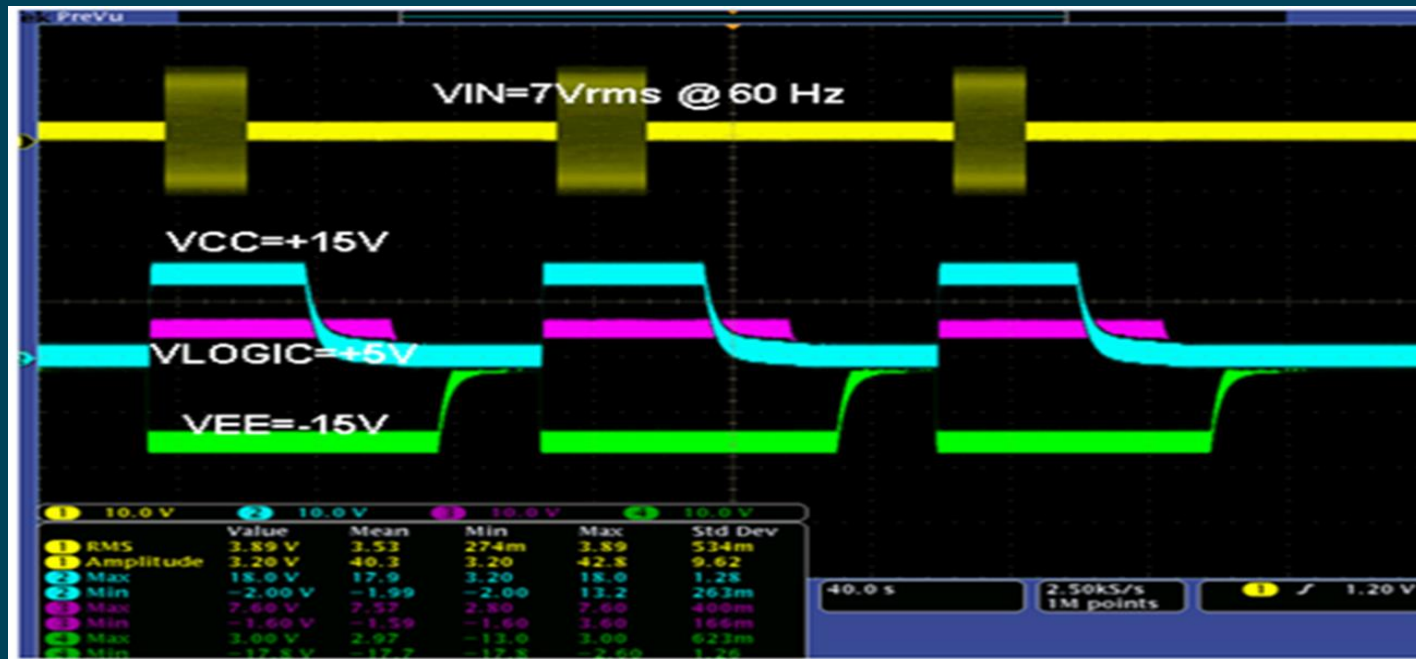 PreVu
VIN=7Vrms @ 60 Hz
VCC=+15V
VLOGIC=+5V
VEE=-15V
1 10.0 V 2 10.0 V 3 10.0 V 4 10.0 V
Value Mean Min Max Std Dev
1 RMS 3.89 V 3.53 274m 3.89 534m
1 Amplitude 3.20 V 40.3 3.20 42.8 9.62
2 Max 18.0 V 17.9 3.20 18.0 1.28
2 Min −2.00 V −1.99 −2.00 13.2 263m
3 Max 7.60 V 7.57 2.80 7.60 400m
3 Min −1.60 V −1.59 −1.60 3.60 166m
4 Max 3.00 V 2.97 −13.0 3.00 623m
4 Min −17.8 V −17.7 −17.8 −2.60 1.26
40.0 s
2.50kS/s
1M points
1 1.20 V